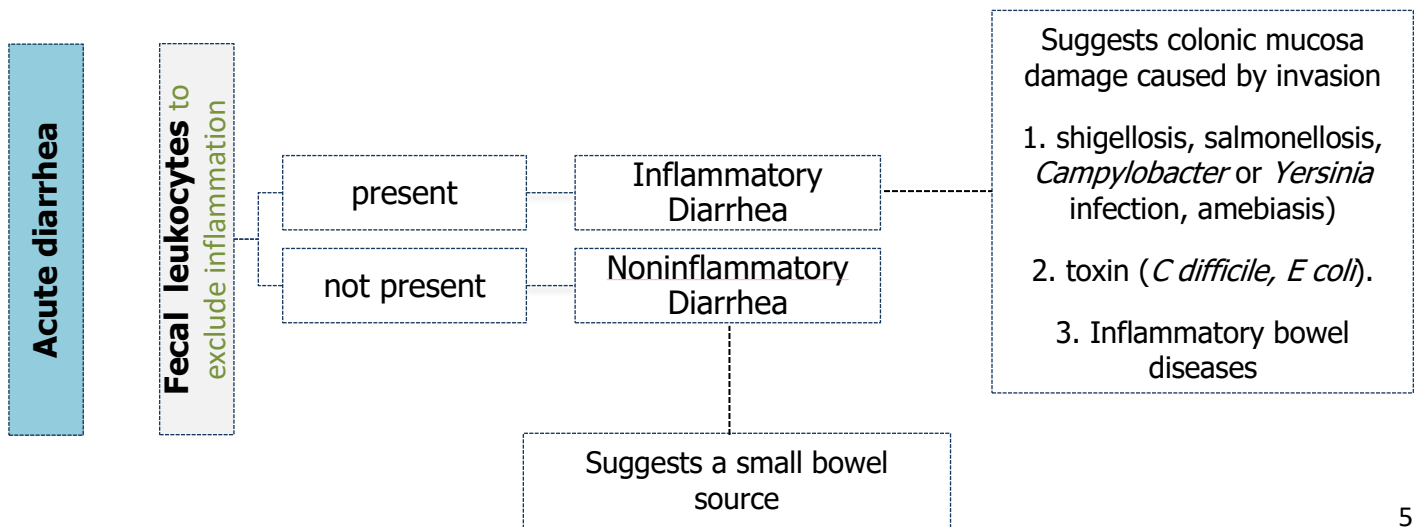 Acute diarrhea
Fecal leukocytes to
exclude inflammation
present
Inflammatory
Diarrhea
not present
Noninflammatory
Diarrhea
Suggests colonic mucosa
damage caused by invasion
1. shigellosis, salmonellosis,
Campylobacter or Yersinia
infection, amebiasis)
2. toxin (C difficile, E coli).
3. Inflammatory bowel
diseases
Suggests a small bowel
source
5